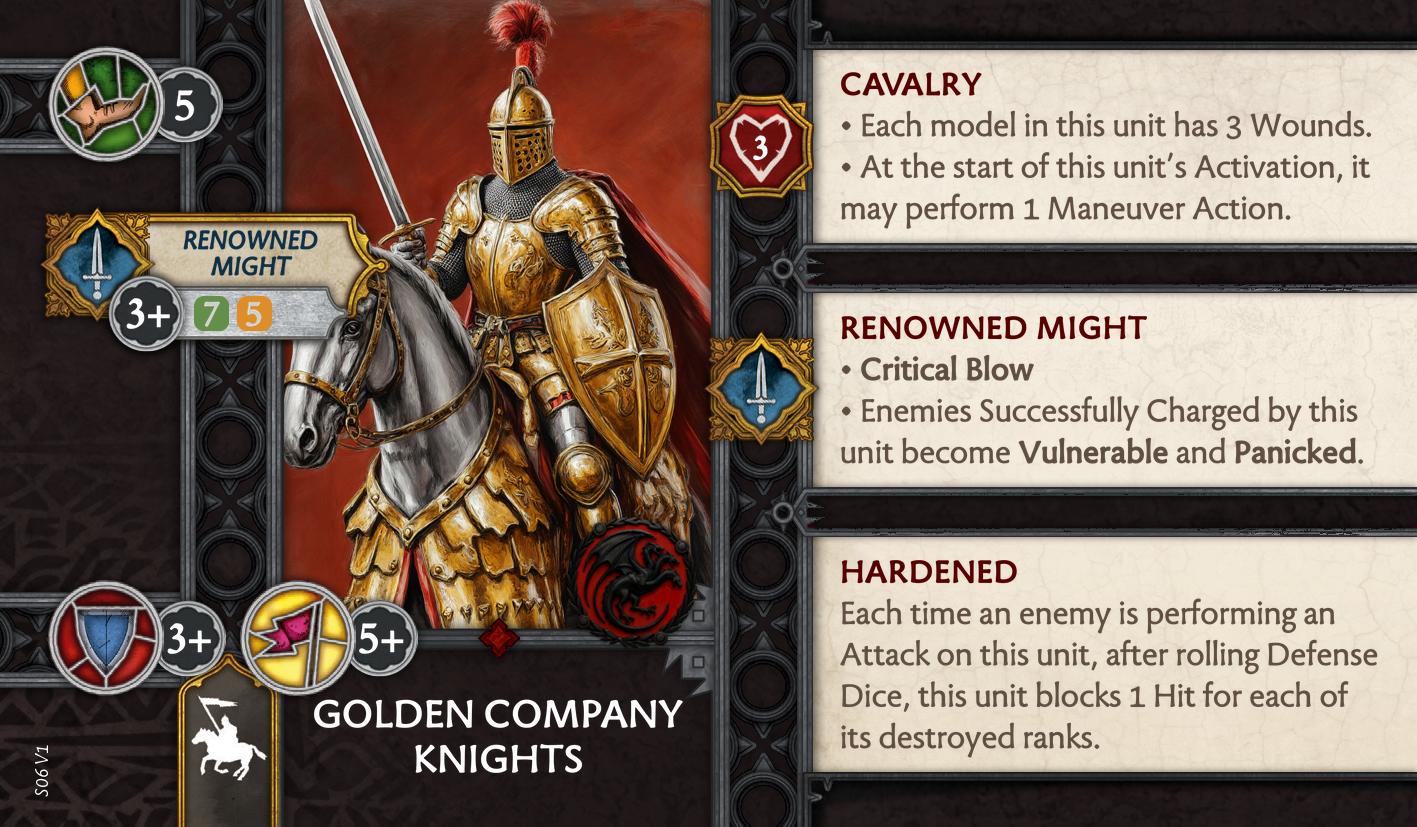 5
RENOWNED
MIGHT
3+ 7 5
3+ 5+
GOLDEN COMPANY
KNIGHTS
S06 V1
3
CAVALRY
• Each model in this unit has 3 Wounds.
• At the start of this unit's Activation, it
may perform 1 Maneuver Action.
RENOWNED MIGHT
• Critical Blow
• Enemies Successfully Charged by this
unit become Vulnerable and Panicked.
HARDENED
Each time an enemy is performing an
Attack on this unit, after rolling Defense
Dice, this unit blocks 1 Hit for each of
its destroyed ranks.